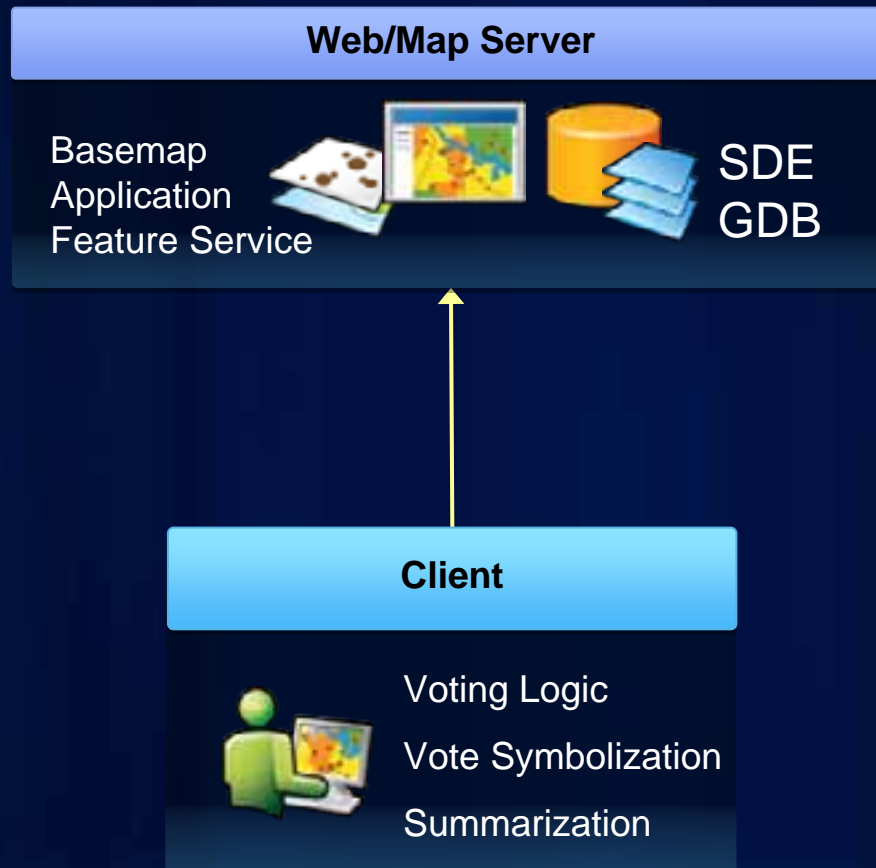 Web/Map Server
Basemap
Application
Feature Service
SDE
GDB
Client
Voting Logic
Vote Symbolization
Summarization